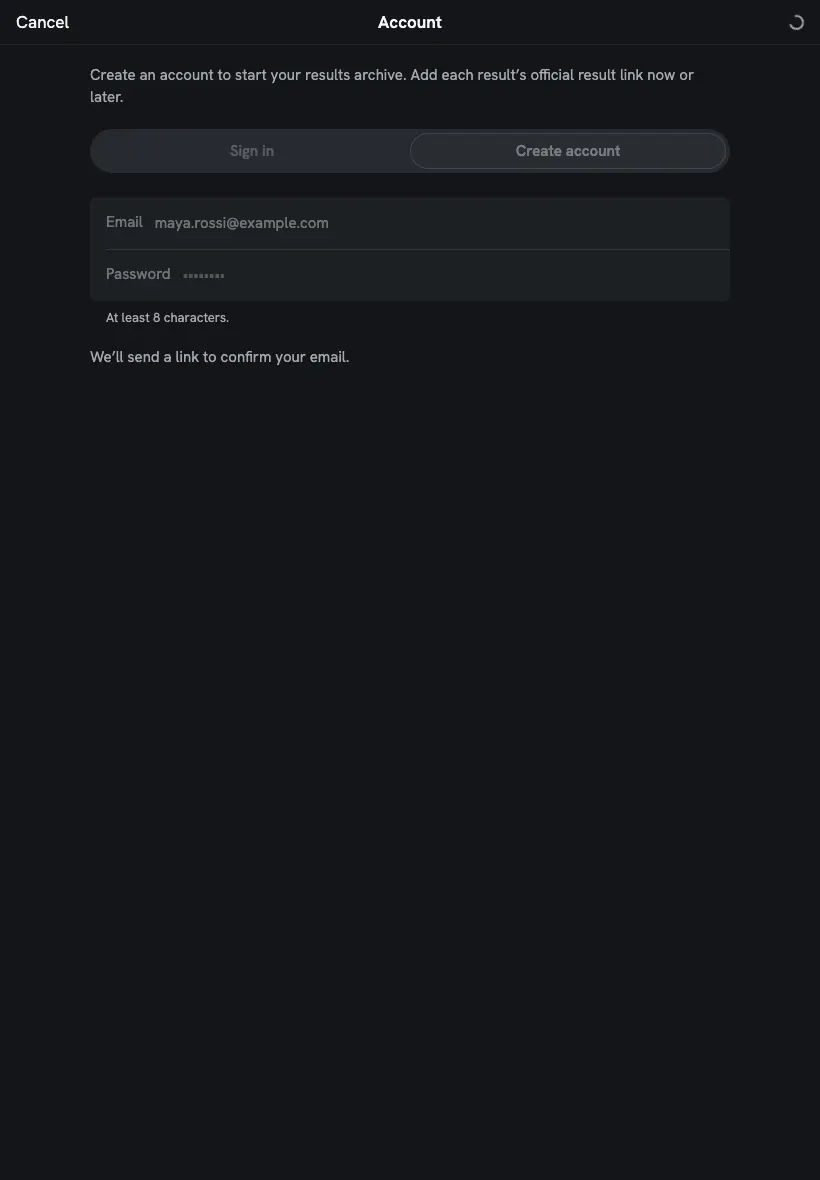 Cancel
Account
Create an account to start your results archive. Add each result’s official result link now or
later.
Sign in
Create account
Email maya.rossi@example.com
Password ••••••••
At least 8 characters.
We’ll send a link to confirm your email.